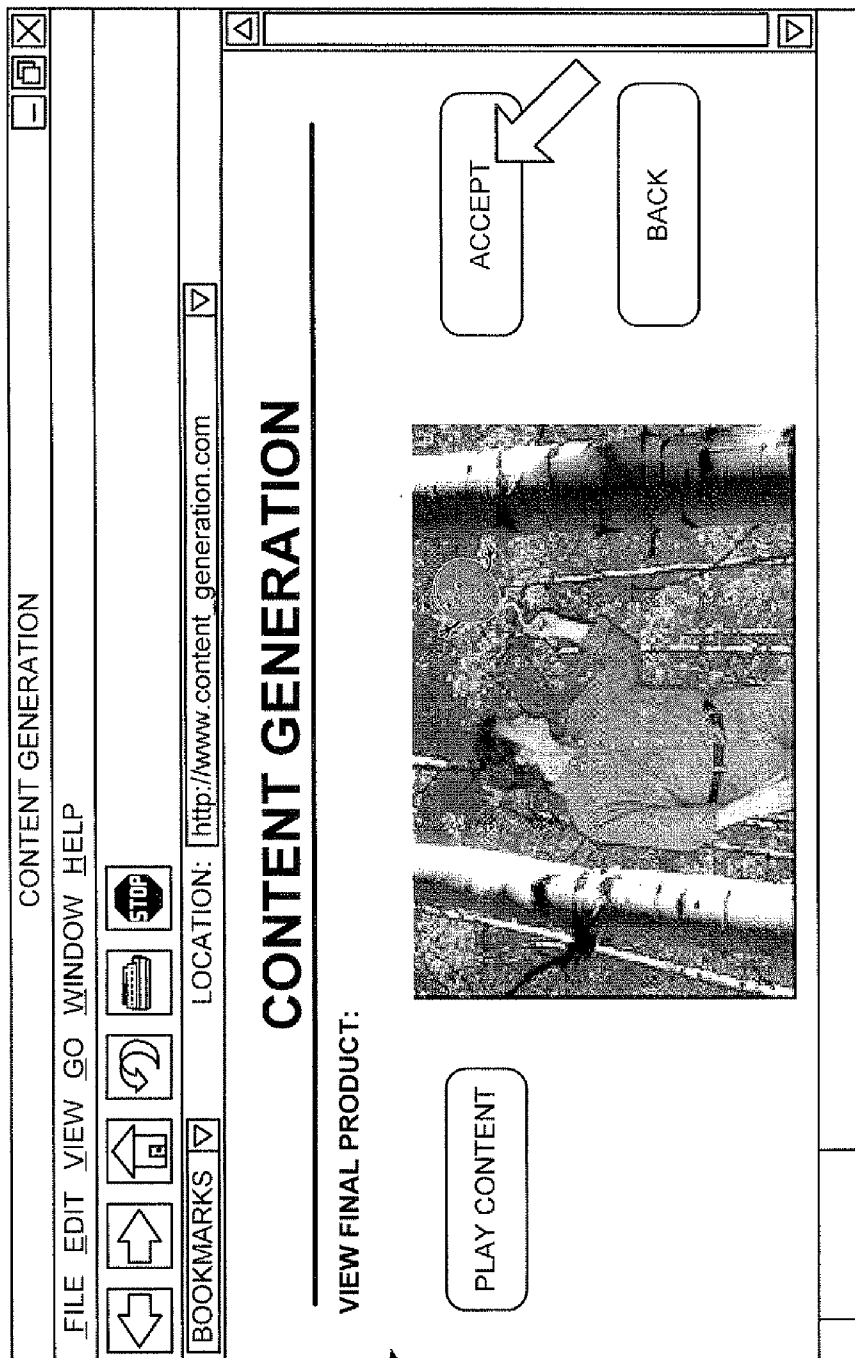 CONTENT GENERATION
FILE EDIT VIEW GO WINDOW HELP
STOP
BOOKMARKS LOCATION: http://www.content_generation.com
CONTENT GENERATION
VIEW FINAL PRODUCT:
PLAY CONTENT
ACCEPT
BACK